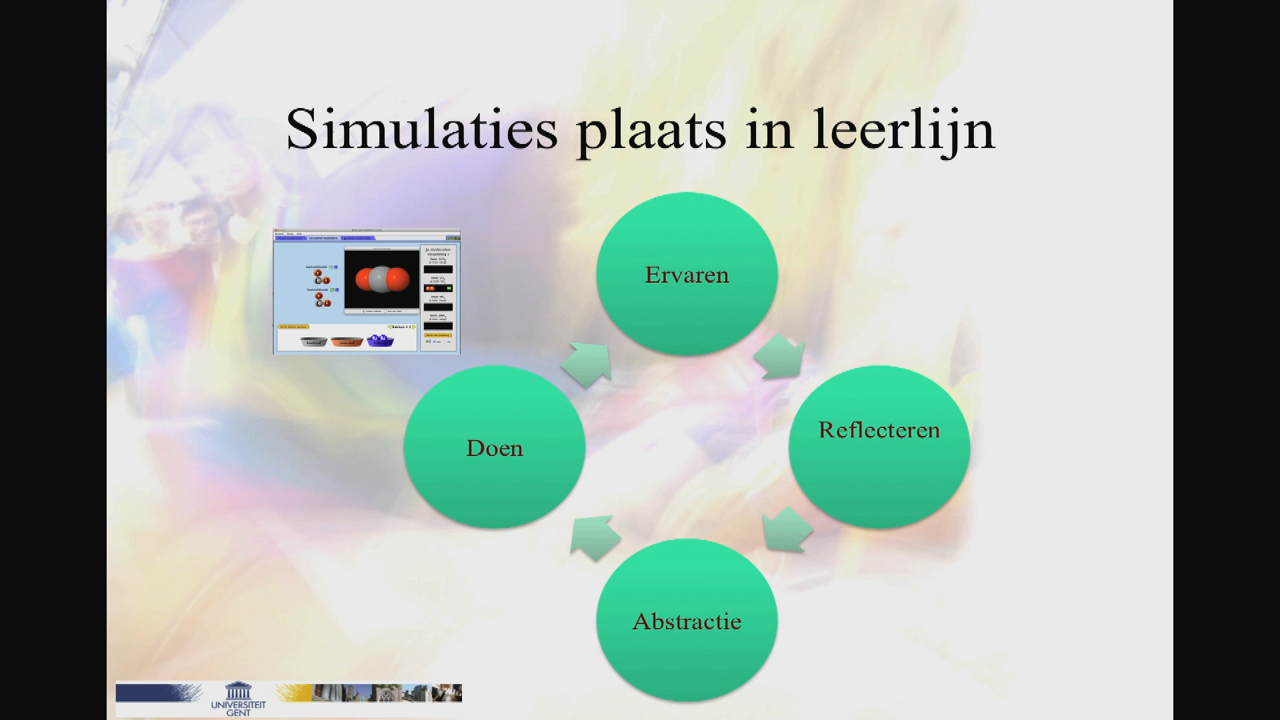 Simulaties plaats in leerlijn
Ervaren
Doen
Reflecteren
Abstractie
UNIVERSITEIT
GENT